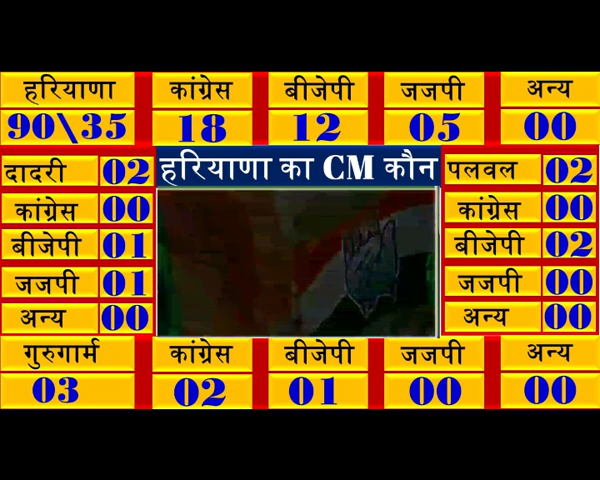 हरियाणा कांग्रेस बीजेपी जजपी अन्य
90\35 18 12 05 00
हरियाणा का CM कौन
दादरी 02
कांग्रेस 00
बीजेपी 01
जजपी 01
अन्य 00
पलवल 02
कांग्रेस 00
बीजेपी 02
जजपी 00
अन्य 00
गुरुगार्म कांग्रेस बीजेपी जजपी अन्य
03 02 01 00 00